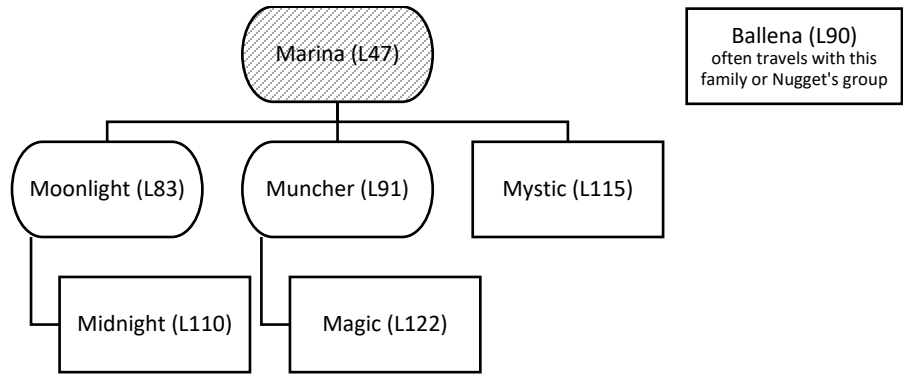 Marina (L47)
Ballena (L90)
often travels with this
family or Nugget's group
Moonlight (L83)
Muncher (L91)
Mystic (L115)
Midnight (L110)
Magic (L122)